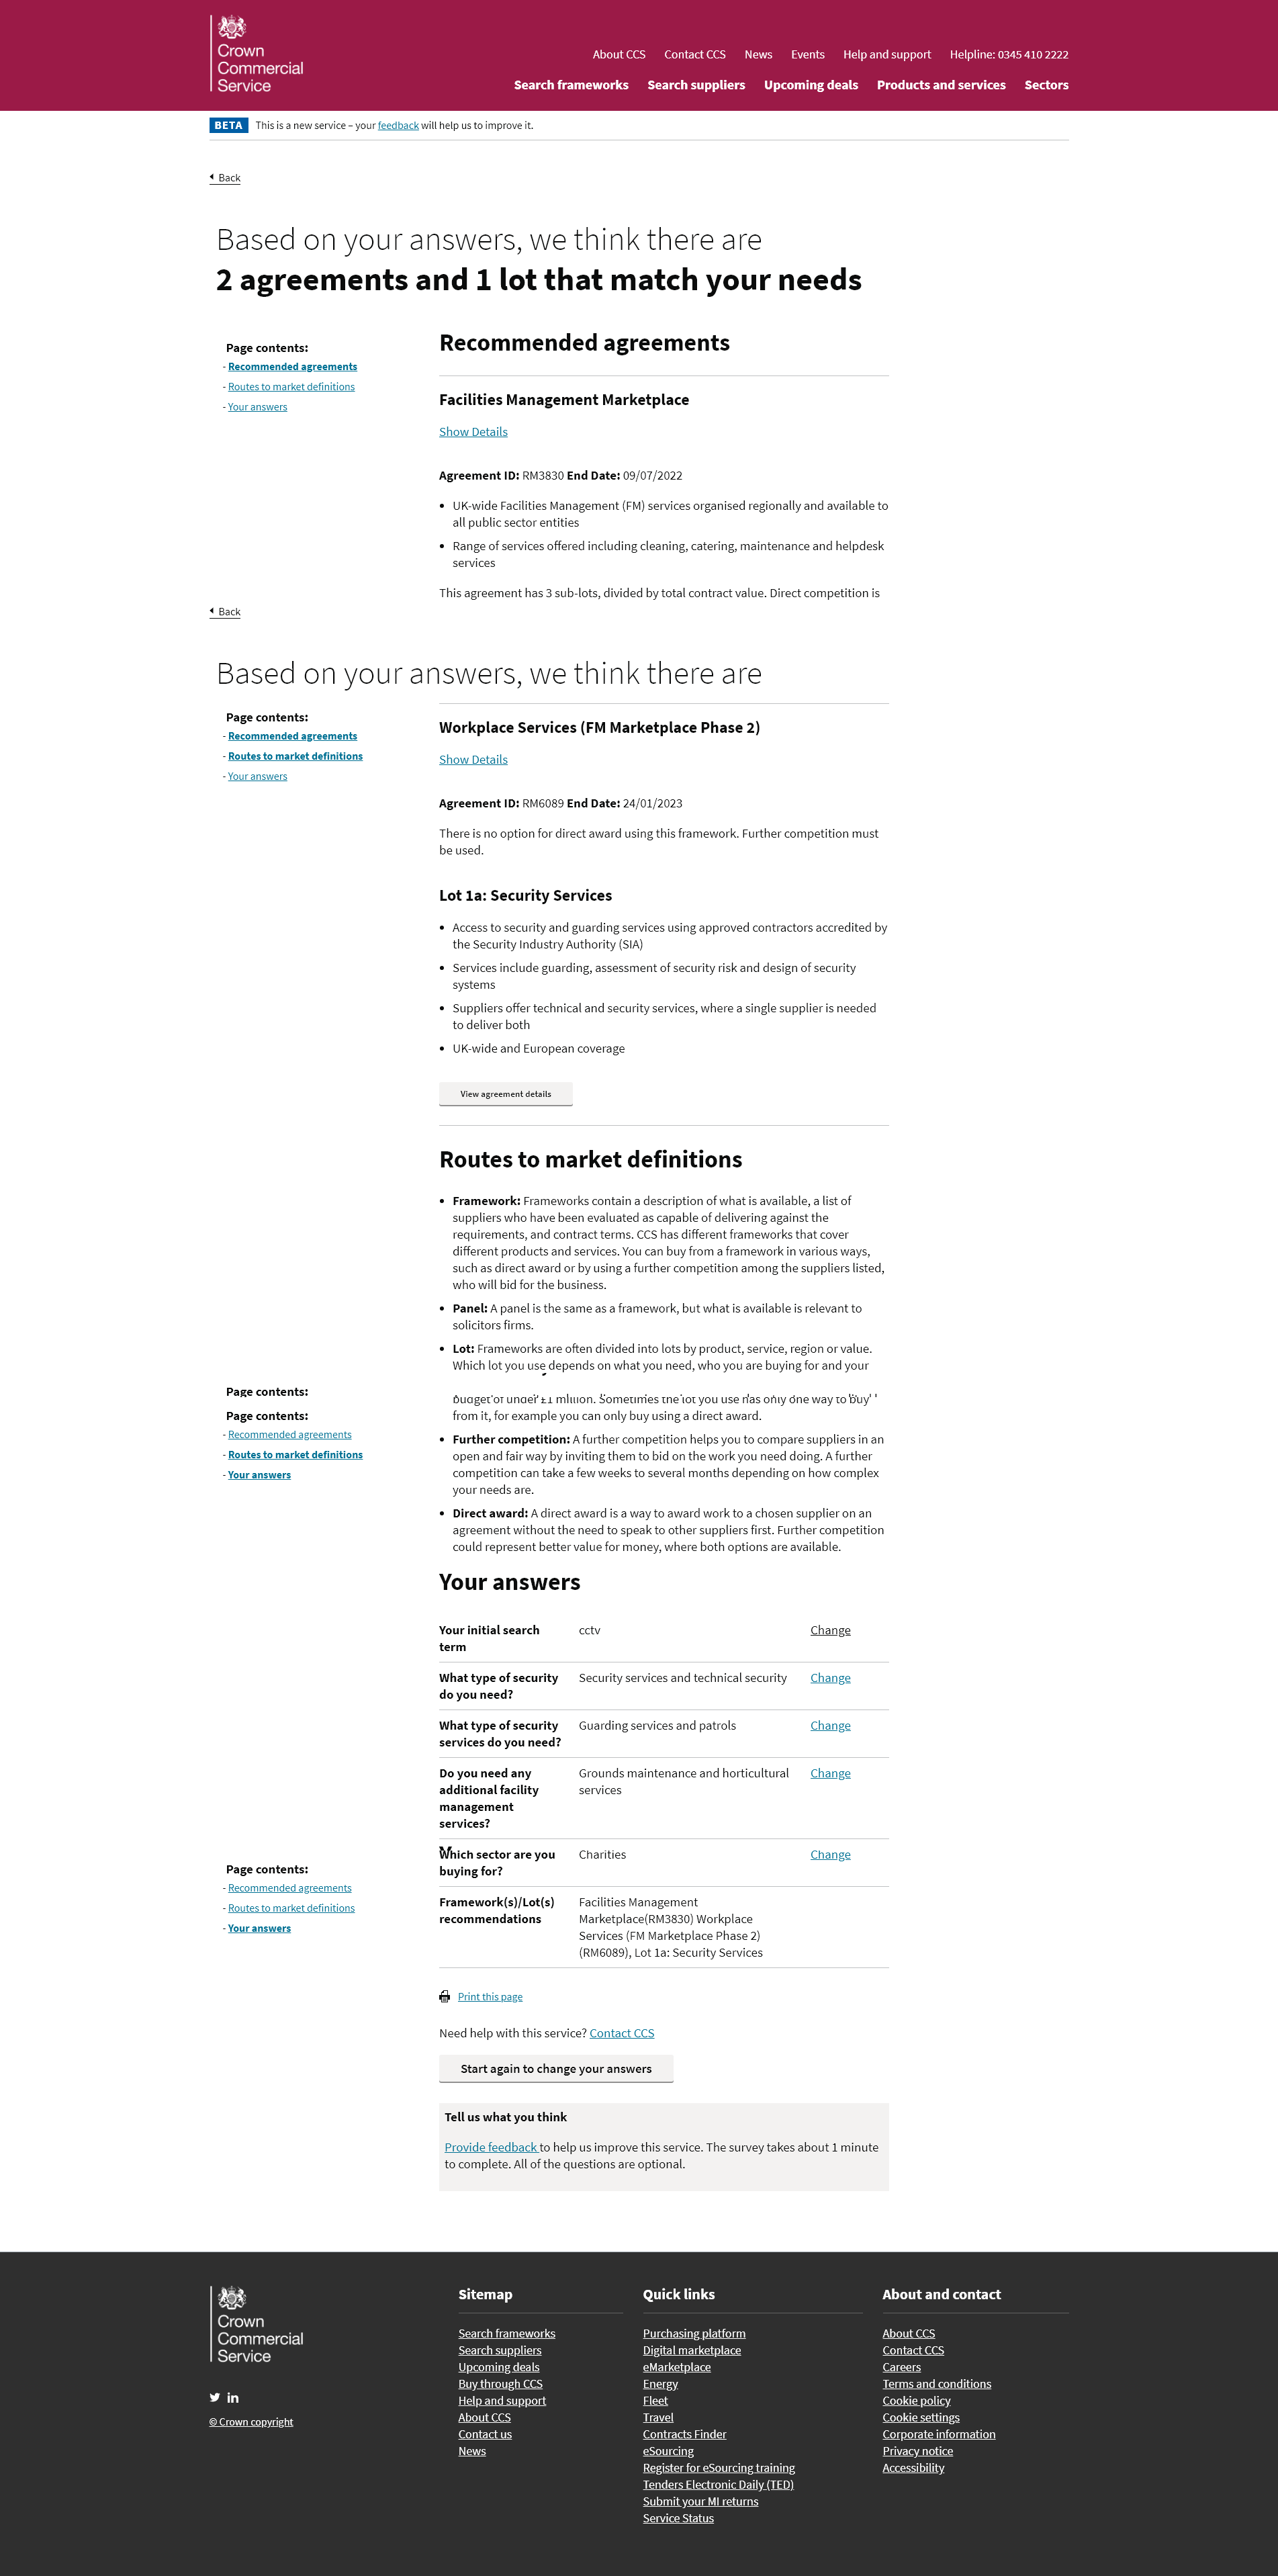 Crown
Commercial
Service
About CCS Contact CCS News Events Help and support Helpline: 0345 410 2222
Search frameworks Search suppliers Upcoming deals Products and services Sectors
BETA This is a new service – your feedback will help us to improve it.
Back
Based on your answers, we think there are
2 agreements and 1 lot that match your needs
Page contents:
- Recommended agreements
- Routes to market definitions
- Your answers
Recommended agreements
Facilities Management Marketplace
Show Details
Agreement ID: RM3830 End Date: 09/07/2022
• UK-wide Facilities Management (FM) services organised regionally and available to
all public sector entities
• Range of services offered including cleaning, catering, maintenance and helpdesk
services
This agreement has 3 sub-lots, divided by total contract value. Direct competition is
Back
Based on your answers, we think there are
Page contents:
- Recommended agreements
- Routes to market definitions
- Your answers
Workplace Services (FM Marketplace Phase 2)
Show Details
Agreement ID: RM6089 End Date: 24/01/2023
There is no option for direct award using this framework. Further competition must
be used.
Lot 1a: Security Services
• Access to security and guarding services using approved contractors accredited by
the Security Industry Authority (SIA)
• Services include guarding, assessment of security risk and design of security
systems
• Suppliers offer technical and security services, where a single supplier is needed
to deliver both
• UK-wide and European coverage
View agreement details
Routes to market definitions
• Framework: Frameworks contain a description of what is available, a list of
suppliers who have been evaluated as capable of delivering against the
requirements, and contract terms. CCS has different frameworks that cover
different products and services. You can buy from a framework in various ways,
such as direct award or by using a further competition among the suppliers listed,
who will bid for the business.
• Panel: A panel is the same as a framework, but what is available is relevant to
solicitors firms.
• Lot: Frameworks are often divided into lots by product, service, region or value.
Which lot you use depends on what you need, who you are buying for and your
Page contents:
budget of under £1 million. Sometimes the lot you use has only one way to buy
from it, for example you can only buy using a direct award.
Page contents:
- Recommended agreements
- Routes to market definitions
- Your answers
• Further competition: A further competition helps you to compare suppliers in an
open and fair way by inviting them to bid on the work you need doing. A further
competition can take a few weeks to several months depending on how complex
your needs are.
• Direct award: A direct award is a way to award work to a chosen supplier on an
agreement without the need to speak to other suppliers first. Further competition
could represent better value for money, where both options are available.
Your answers
Your initial search
term
cctv
Change
What type of security
do you need?
Security services and technical security
Change
What type of security
services do you need?
Guarding services and patrols
Change
Do you need any
additional facility
management
services?
Grounds maintenance and horticultural
services
Change
Which sector are you
buying for?
Charities
Change
Page contents:
- Recommended agreements
- Routes to market definitions
- Your answers
Framework(s)/Lot(s)
recommendations
Facilities Management
Marketplace(RM3830) Workplace
Services (FM Marketplace Phase 2)
(RM6089), Lot 1a: Security Services
Print this page
Need help with this service? Contact CCS
Start again to change your answers
Tell us what you think
Provide feedback to help us improve this service. The survey takes about 1 minute
to complete. All of the questions are optional.
Crown
Commercial
Service
© Crown copyright
Sitemap
Search frameworks
Search suppliers
Upcoming deals
Buy through CCS
Help and support
About CCS
Contact us
News
Quick links
Purchasing platform
Digital marketplace
eMarketplace
Energy
Fleet
Travel
Contracts Finder
eSourcing
Register for eSourcing training
Tenders Electronic Daily (TED)
Submit your MI returns
Service Status
About and contact
About CCS
Contact CCS
Careers
Terms and conditions
Cookie policy
Cookie settings
Corporate information
Privacy notice
Accessibility